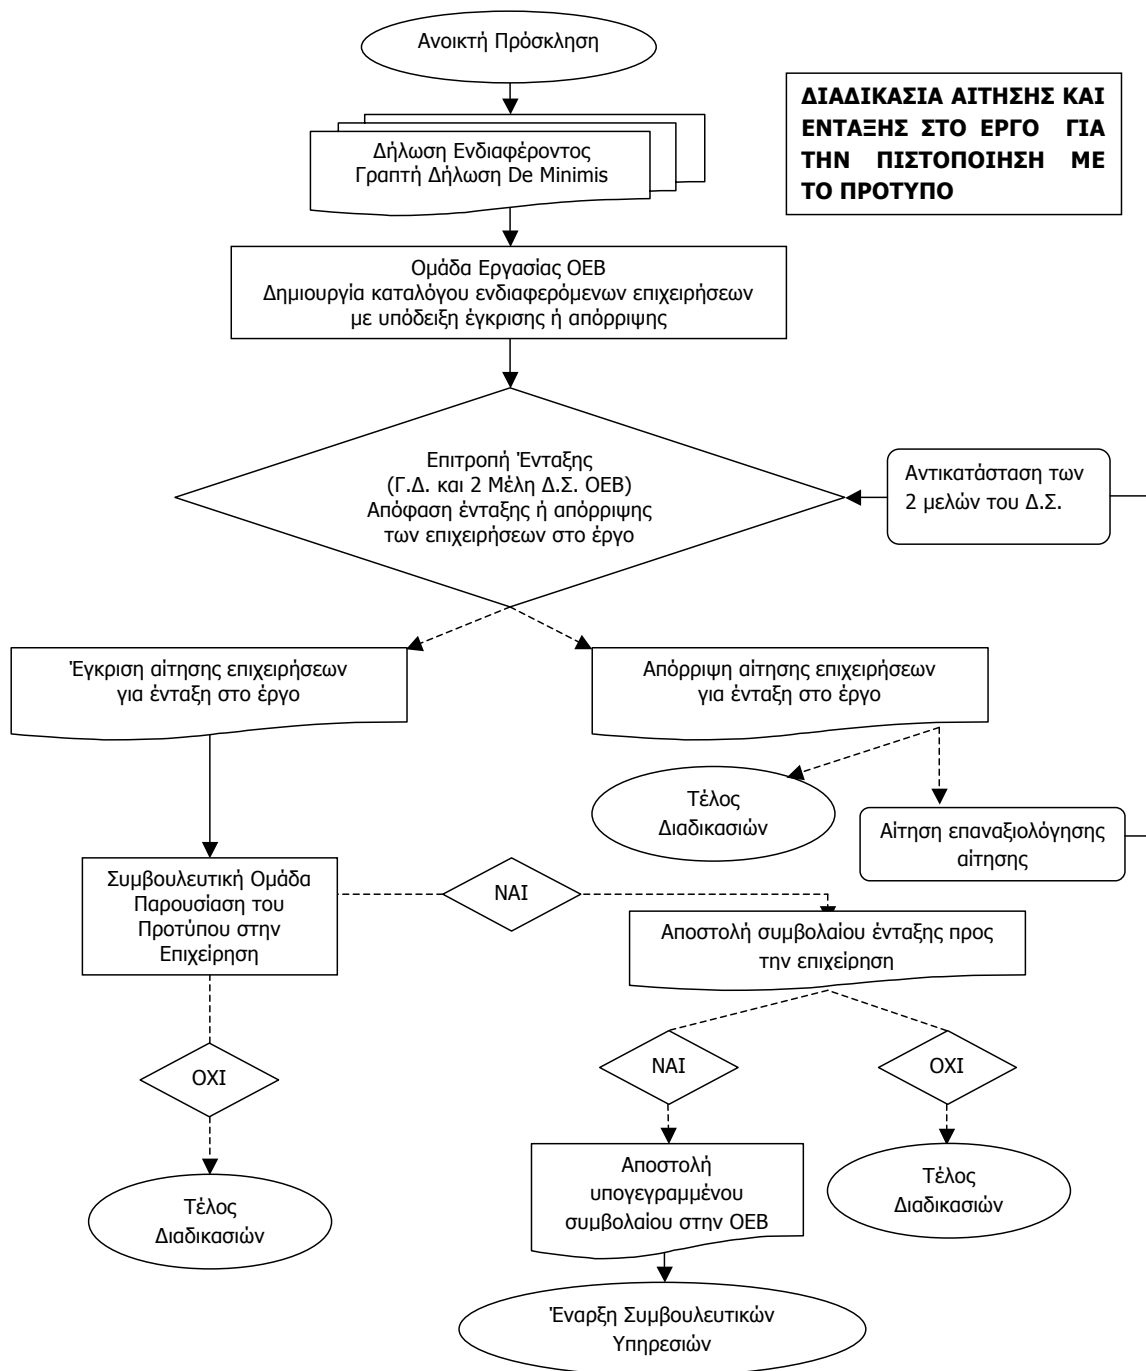 Ανοικτή Πρόσκληση
ΔΙΑΔΙΚΑΣΙΑ ΑΙΤΗΣΗΣ ΚΑΙ
ΕΝΤΑΞΗΣ ΣΤΟ ΕΡΓΟ ΓΙΑ
ΤΗΝ ΠΙΣΤΟΠΟΙΗΣΗ ΜΕ
ΤΟ ΠΡΟΤΥΠΟ
Δήλωση Ενδιαφέροντος
Γραπτή Δήλωση De Minimis
Ομάδα Εργασίας ΟΕΒ
Δημιουργία καταλόγου ενδιαφερόμενων επιχειρήσεων
με υπόδειξη έγκρισης ή απόρριψης
Επιτροπή Ένταξης
(Γ.Δ. και 2 Μέλη Δ.Σ. ΟΕΒ)
Απόφαση ένταξης ή απόρριψης
των επιχειρήσεων στο έργο
Αντικατάσταση των
2 μελών του Δ.Σ.
Έγκριση αίτησης επιχειρήσεων
για ένταξη στο έργο
Απόρριψη αίτησης επιχειρήσεων
για ένταξη στο έργο
Τέλος
Διαδικασιών
Αίτηση επαναξιολόγησης
αίτησης
Συμβουλευτική Ομάδα
Παρουσίαση του
Προτύπου στην
Επιχείρηση
ΝΑΙ
Αποστολή συμβολαίου ένταξης προς
την επιχείρηση
ΟΧΙ
ΝΑΙ
ΟΧΙ
Τέλος
Διαδικασιών
Αποστολή
υπογεγραμμένου
συμβολαίου στην ΟΕΒ
Τέλος
Διαδικασιών
Έναρξη Συμβουλευτικών
Υπηρεσιών